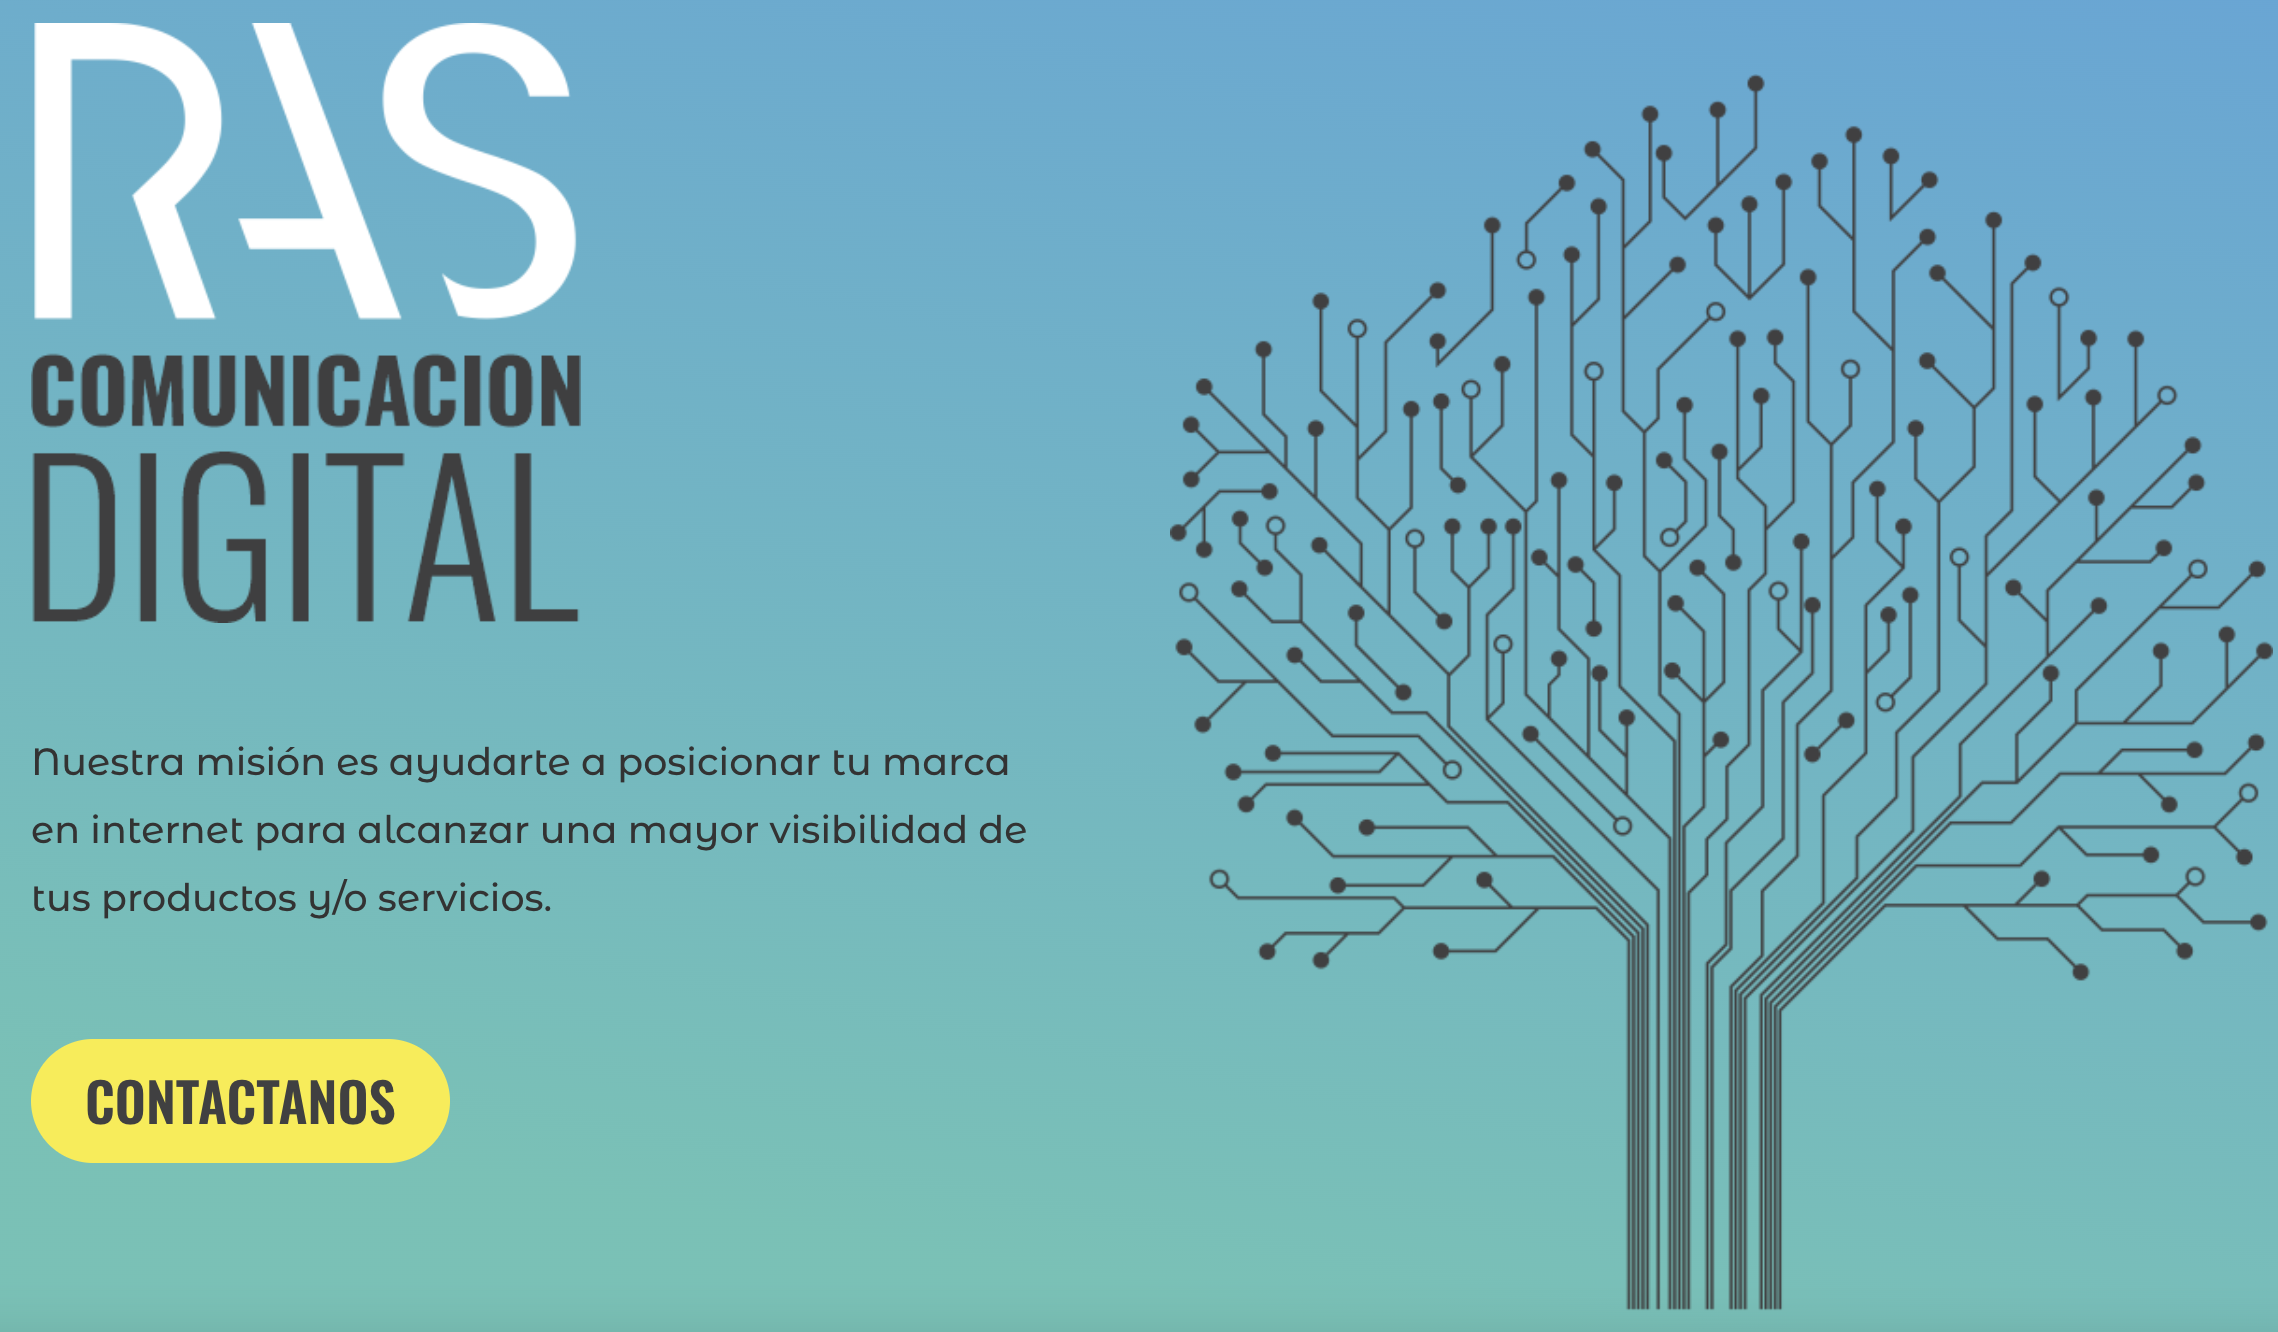 RAS
COMUNICACION
DIGITAL
Nuestra misión es ayudarte a posicionar tu marca
en internet para alcanzar una mayor visibilidad de
tus productos y/o servicios.
CONTACTANOS